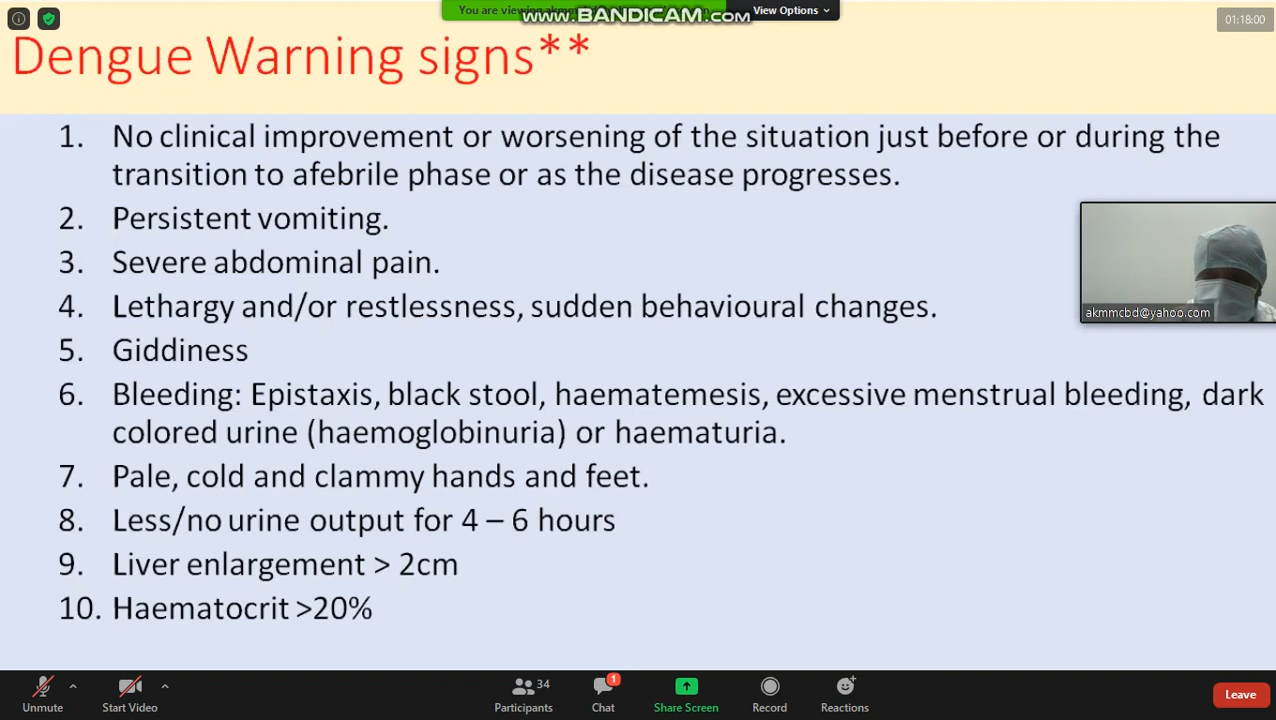 You are viewing
www.BANDICAM.com
View Options
01:18:00
Dengue Warning signs**
1. No clinical improvement or worsening of the situation just before or during the
transition to afebrile phase or as the disease progresses.
2. Persistent vomiting.
3. Severe abdominal pain.
4. Lethargy and/or restlessness, sudden behavioural changes.
akmmcbd@yahoo.com
5. Giddiness
6. Bleeding: Epistaxis, black stool, haematemesis, excessive menstrual bleeding, dark
colored urine (haemoglobinuria) or haematuria.
7. Pale, cold and clammy hands and feet.
8. Less/no urine output for 4 – 6 hours
9. Liver enlargement > 2cm
10. Haematocrit >20%
34
1
Unmute
Start Video
Participants
Chat
Share Screen
Record
Reactions
Leave